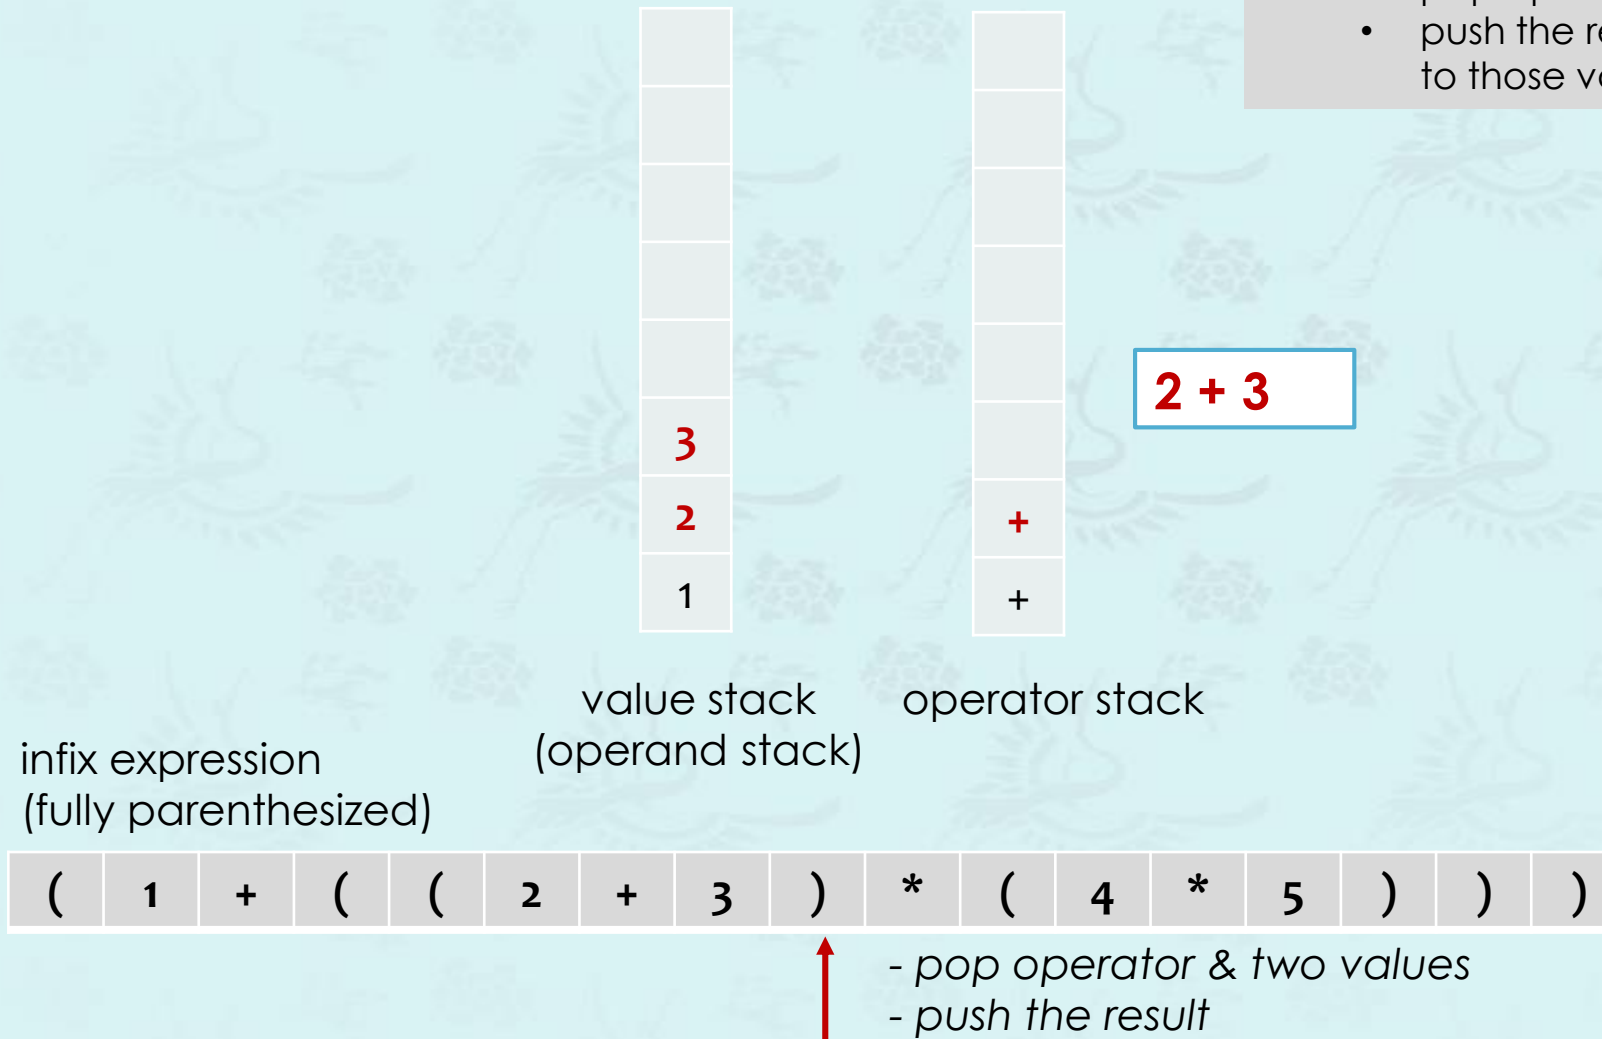 • push the re
to those v
3
2
1
+
+
2 + 3
value stack
(operand stack)
operator stack
infix expression
(fully parenthesized)
( 1 + ( ( 2 + 3 ) * ( 4 * 5 ) ) )
- pop operator & two values
- push the result